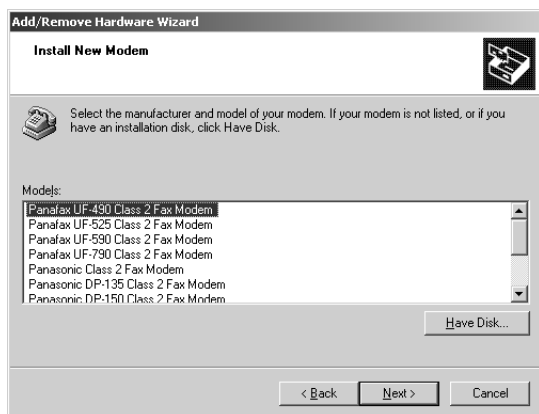 Add/Remove Hardware Wizard
Install New Modem
Select the manufacturer and model of your modem. If your modem is not listed, or if you
have an installation disk, click Have Disk.
Models:
Panafax UF-490 Class 2 Fax Modem
Panafax UF-525 Class 2 Fax Modem
Panafax UF-590 Class 2 Fax Modem
Panafax UF-790 Class 2 Fax Modem
Panasonic Class 2 Fax Modem
Panasonic DP-135 Class 2 Fax Modem
Panasonic DP-150 Class 2 Fax Modem
Have Disk...
< Back
Next >
Cancel